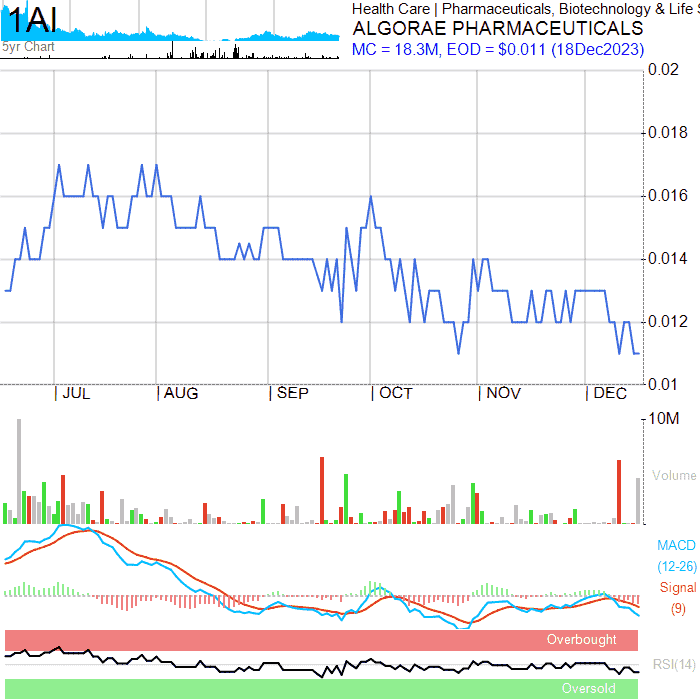 1AI
5yr Chart
Health Care | Pharmaceuticals, Biotechnology & Life S
ALGORAE PHARMACEUTICALS
MC = 18.3M, EOD = $0.011 (18Dec2023)
0.02
0.018
0.016
0.014
0.012
0.01
JUL AUG SEP OCT NOV DEC
10M
Volume
MACD
(12-26)
Signal
(9)
Overbought
RSI(14)
Oversold